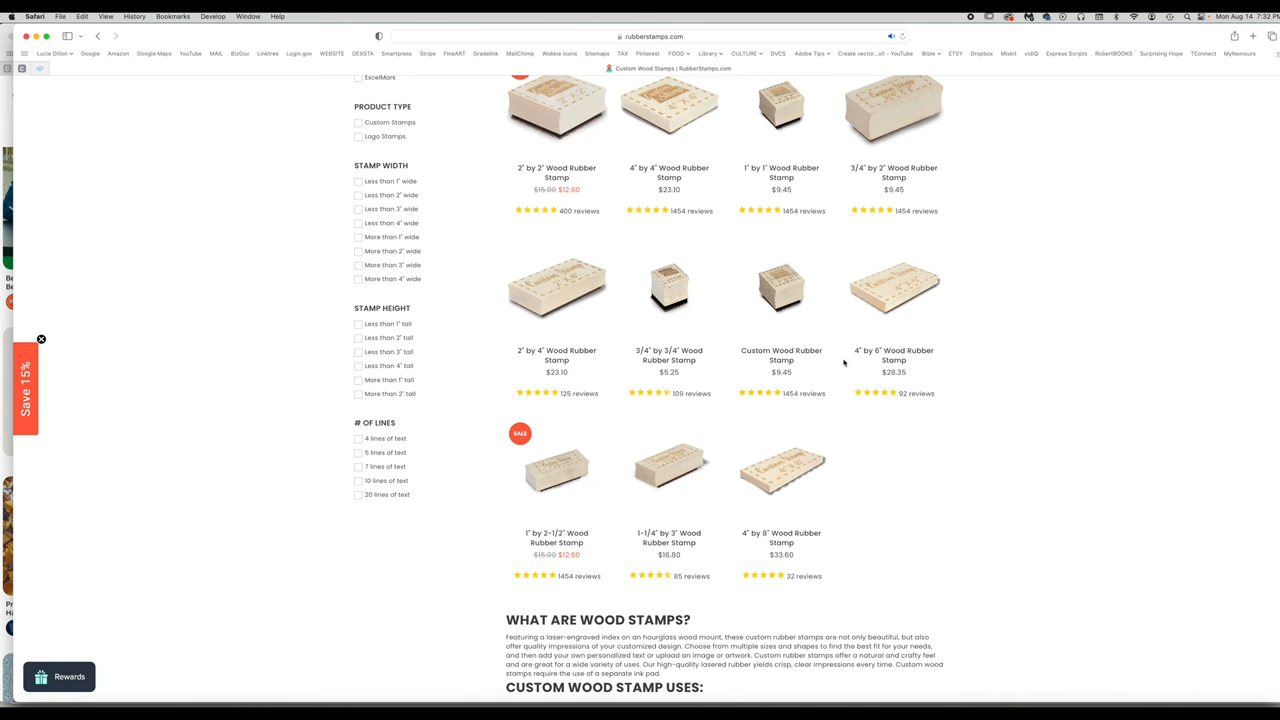 Safari File Edit View History Bookmarks Develop Window Help Mon Aug 14 7:32 PM
rubberstamps.com
Lucie Dillon Google Amazon Google Maps YouTube MAIL BizGov Linktree Login.gov WEBSITE DEXSTA Smartpress Stripe FineART Gradelink MailChimp Wokkie Icons Sitemaps TAX Pinterest FOOD Library CULTURE DVCS Adobe Tips Create vector...oil – YouTube Bible ETSY Dropbox Mixkit vidIQ Express Scripts RobertBOOKS Surprising Hope TConnect MyNemours
Custom Wood Stamps | RubberStamps.com
ExcelMark
PRODUCT TYPE
Custom Stamps
Logo Stamps
STAMP WIDTH
Less than 1" wide
Less than 2" wide
Less than 3" wide
Less than 4" wide
More than 1" wide
More than 2" wide
More than 3" wide
More than 4" wide
STAMP HEIGHT
Less than 1" tall
Less than 2" tall
Less than 3" tall
Less than 4" tall
More than 1" tall
More than 2" tall
# OF LINES
4 lines of text
5 lines of text
7 lines of text
10 lines of text
20 lines of text
Save 15%
Rewards
2" by 2" Wood Rubber
Stamp
$15.00 $12.60
400 reviews
4" by 4" Wood Rubber
Stamp
$23.10
1454 reviews
1" by 1" Wood Rubber
Stamp
$9.45
1454 reviews
3/4" by 2" Wood Rubber
Stamp
$9.45
1454 reviews
2" by 4" Wood Rubber
Stamp
$23.10
125 reviews
3/4" by 3/4" Wood
Rubber Stamp
$5.25
109 reviews
Custom Wood Rubber
Stamp
$9.45
1454 reviews
4" by 6" Wood Rubber
Stamp
$28.35
92 reviews
SALE
1" by 2-1/2" Wood
Rubber Stamp
$15.00 $12.60
1454 reviews
1-1/4" by 3" Wood
Rubber Stamp
$16.80
85 reviews
4" by 8" Wood Rubber
Stamp
$33.60
32 reviews
WHAT ARE WOOD STAMPS?
Featuring a laser-engraved index on an hourglass wood mount, these custom rubber stamps are not only beautiful, but also
offer quality impressions of your customized design. Choose from multiple sizes and shapes to find the best fit for your needs,
and then add your own personalized text or upload an image or artwork. Custom rubber stamps offer a natural and crafty feel
and are great for a wide variety of uses. Our high-quality lasered rubber yields crisp, clear impressions every time. Custom wood
stamps require the use of a separate ink pad.
CUSTOM WOOD STAMP USES: